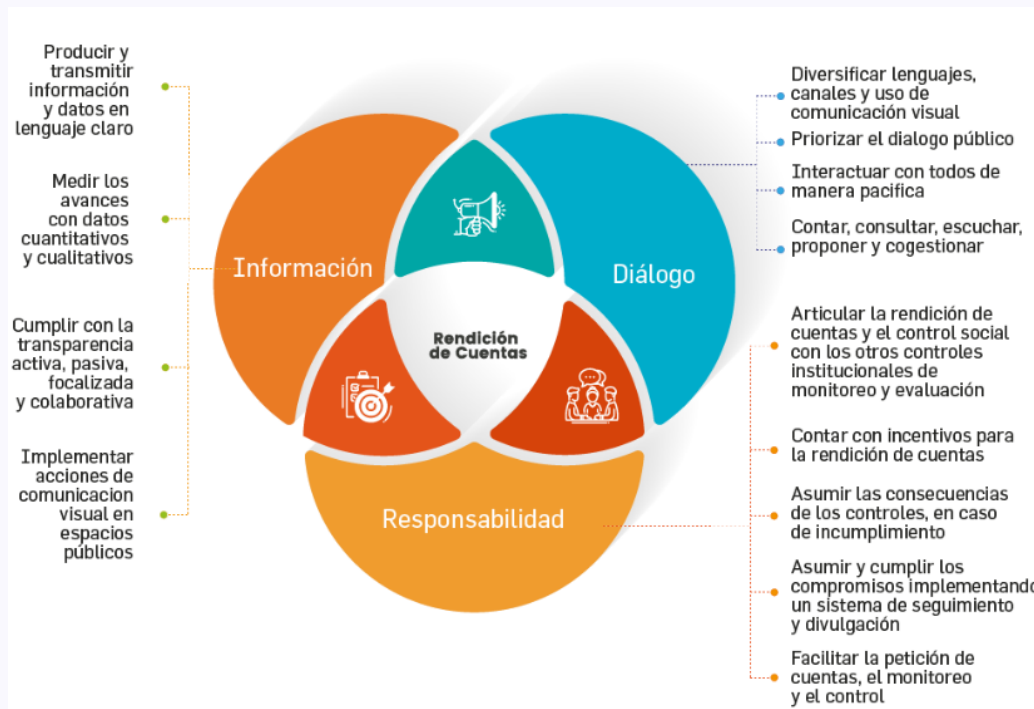 Producir y
transmitir
información
y datos en
lenguaje claro
Medir los
avances
con datos
cuantitativos
y cualitativos
Cumplir con la
transparencia
activa, pasiva,
focalizada
y colaborativa
Implementar
acciones de
comunicacion
visual en
espacios
públicos
Información
Diálogo
Rendición
de Cuentas
Responsabilidad
Diversificar lenguajes,
canales y uso de
comunicación visual
Priorizar el dialogo público
Interactuar con todos de
manera pacifica
Contar, consultar, escuchar,
proponer y cogestionar
Articular la rendición de
cuentas y el control social
con los otros controles
institucionales de
monitoreo y evaluación
Contar con incentivos para
la rendición de cuentas
Asumir las consecuencias
de los controles, en caso
de incumplimiento
Asumir y cumplir los
compromisos implementando
un sistema de seguimiento
y divulgación
Facilitar la petición de
cuentas, el monitoreo
y el control